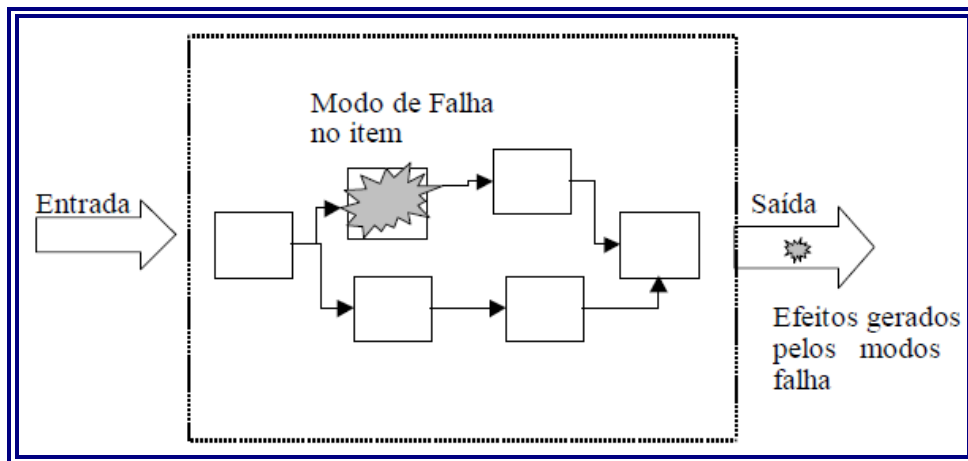 Modo de Falha
no item
Entrada
Saída
Efeitos gerados
pelos modos
falha